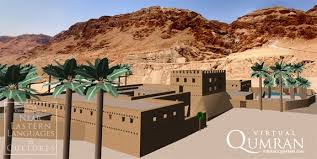 NEAR
EASTERN
LANGUAGES
& CULTURES
VIRTUAL
QUMRAN